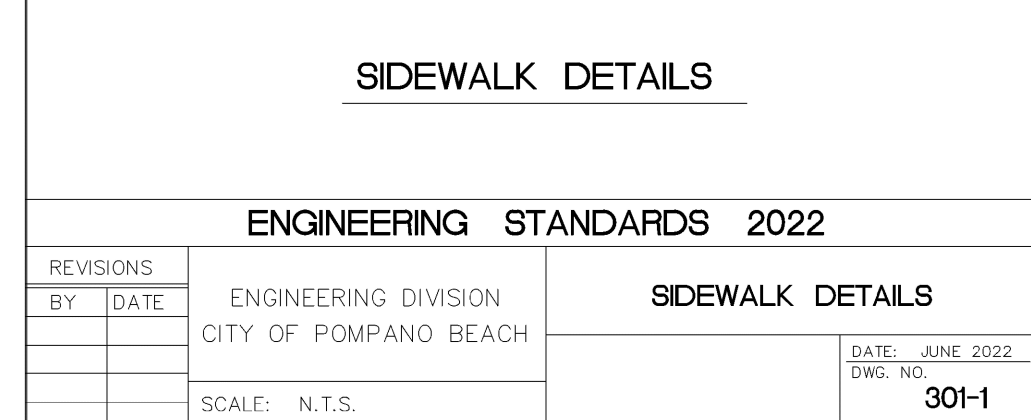 SIDEWALK DETAILS
ENGINEERING STANDARDS 2022
REVISIONS
BY DATE
ENGINEERING DIVISION
CITY OF POMPANO BEACH
SCALE: N.T.S.
SIDEWALK DETAILS
DATE: JUNE 2022
DWG. NO.
301-1